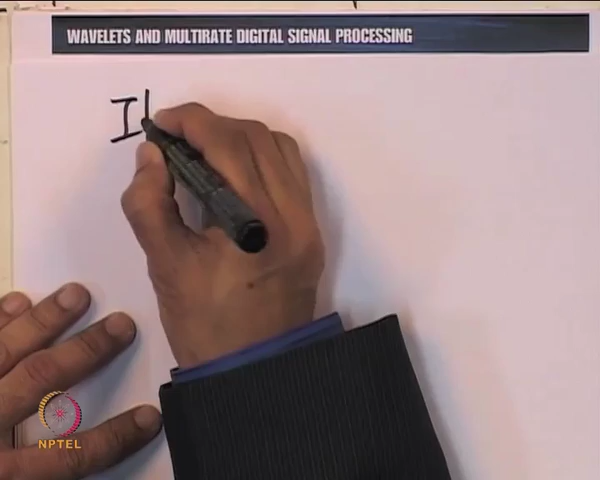 WAVELETS AND MULTIRATE DIGITAL SIGNAL PROCESSING
I
NPTEL